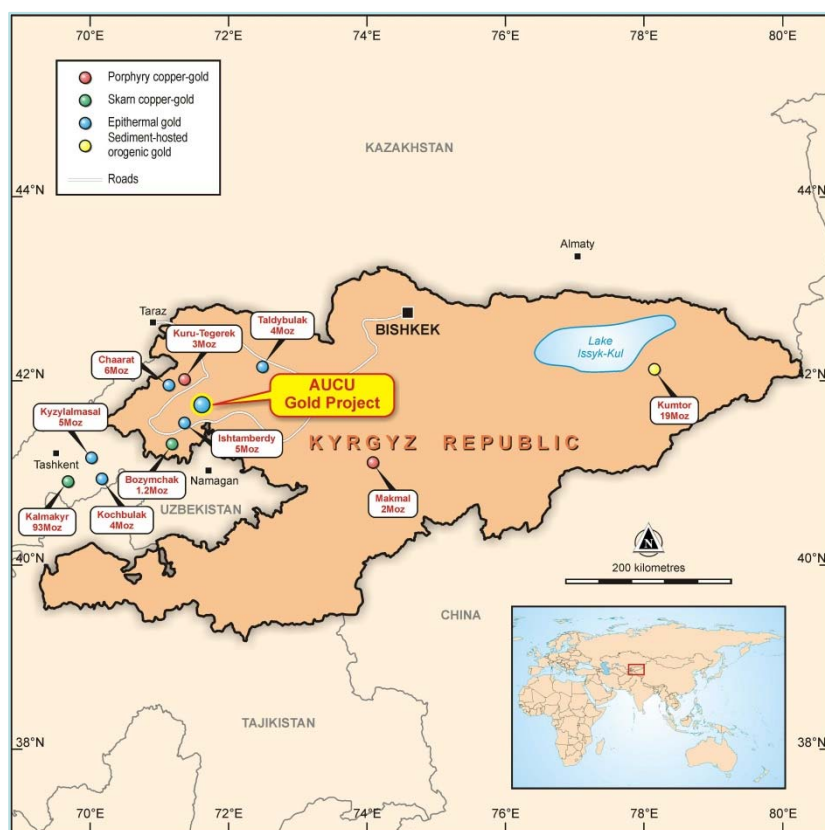 70°E
72°E
74°E
76°E
78°E
80°E
Porphyry copper-gold
Skarn copper-gold
Epithermal gold
Sediment-hosted
orogenic gold
Roads
KAZAKHSTAN
44°N
44°N
Almaty
Taraz
Kuru-Tegerek
3Moz
Taldybulak
4Moz
BISHKEK
Lake
Issyk-Kul
Chaarat
6Moz
42°N
42°N
AUCU
Gold Project
Kumtor
19Moz
Kyzylalmasal
5Moz
Ishtamberdy
5Moz
KYRGYZ REPUBLIC
Tashkent
Bozymchak
1.2Moz
Namagan
Makmal
2Moz
Kalmakyr
93Moz
Kochbulak
4Moz
UZBEKISTAN
N
40°N
40°N
200 kilometres
CHINA
TAJIKISTAN
38°N
38°N
70°E
72°E
74°E
76°E
78°E
80°E